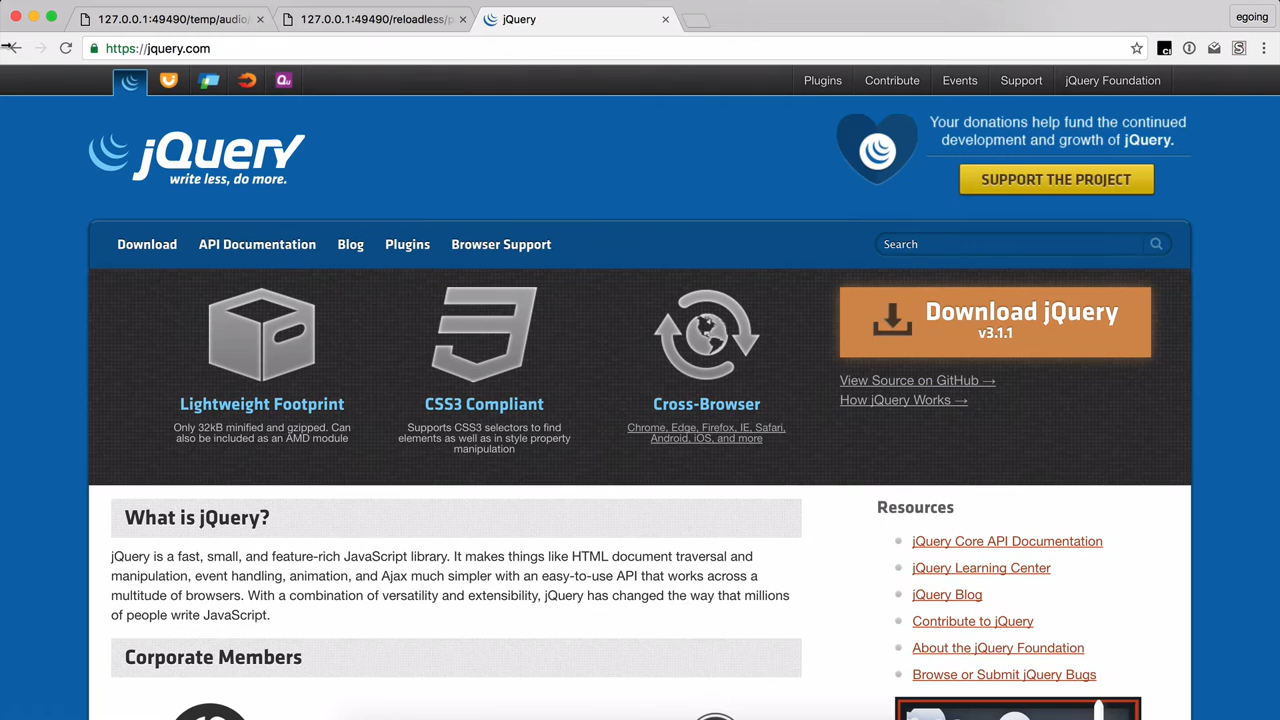 127.0.0.1:49490/temp/audio/
127.0.0.1:49490/reloadless/p
jQuery
egoing
https://jquery.com
Qu
Plugins
Contribute
Events
Support
jQuery Foundation
jQuery
write less, do more.
Your donations help fund the continued
development and growth of jQuery.
SUPPORT THE PROJECT
Download
API Documentation
Blog
Plugins
Browser Support
Search
Lightweight Footprint
Only 32kB minified and gzipped. Can
also be included as an AMD module
CSS3 Compliant
Supports CSS3 selectors to find
elements as well as in style property
manipulation
Cross-Browser
Chrome, Edge, Firefox, IE, Safari,
Android, iOS, and more
Download jQuery
v3.1.1
View Source on GitHub →
How jQuery Works →
What is jQuery?
jQuery is a fast, small, and feature-rich JavaScript library. It makes things like HTML document traversal and
manipulation, event handling, animation, and Ajax much simpler with an easy-to-use API that works across a
multitude of browsers. With a combination of versatility and extensibility, jQuery has changed the way that millions
of people write JavaScript.
Corporate Members
Resources
jQuery Core API Documentation
jQuery Learning Center
jQuery Blog
Contribute to jQuery
About the jQuery Foundation
Browse or Submit jQuery Bugs